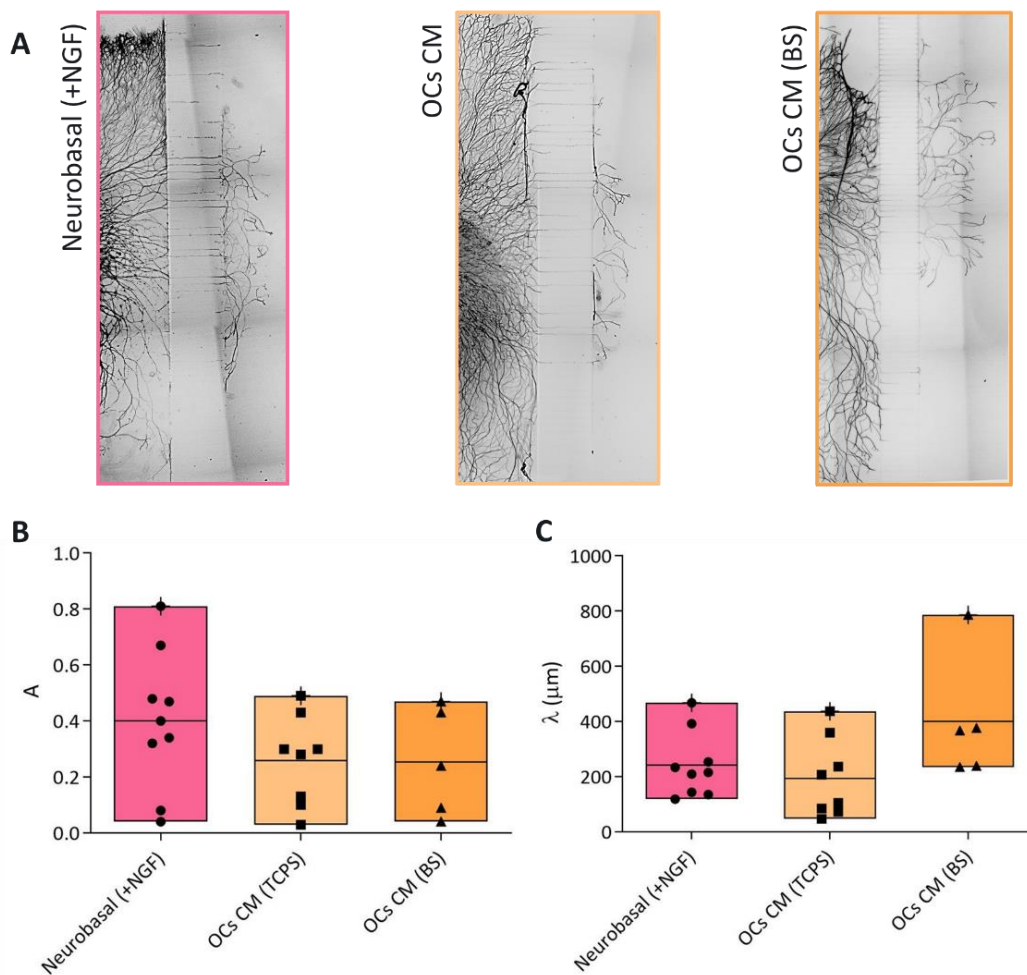 A
Neurobasal (+NGF)
OCs CM
OCs CM (BS)
B
1.0
0.8
0.6
0.4
0.2
0.0
A
Neurobasal (+NGF)
OCs CM (TCPS)
OCs CM (BS)
C
1000
800
600
400
200
0
λ (μm)
Neurobasal (+NGF)
OCs CM (TCPS)
OCs CM (BS)